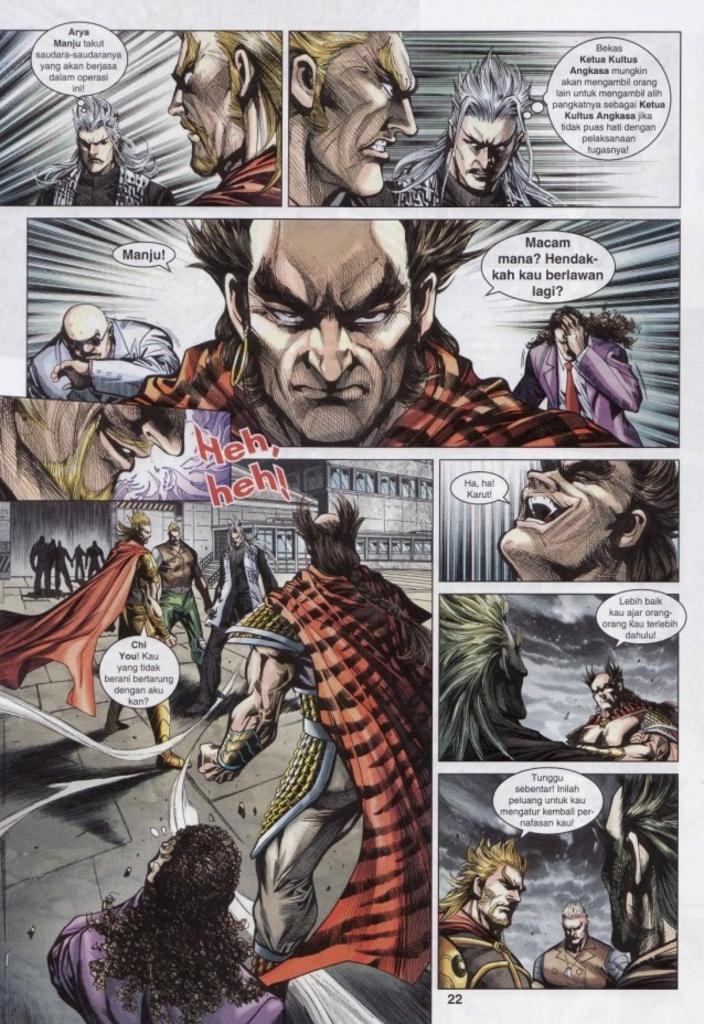 Arya
Manju takut
saudara-saudaranya
yang akan berjasa
dalam operasi
ini!
Bekas
Ketua Kultus
Angkasa mungkin
akan mengambil orang
lain untuk mengambil alih
pangkatnya sebagai Ketua
Kultus Angkasa jika
tidak puas hati dengan
pelaksanaan
tugasnya!
Manju!
Macam
mana? Hendak-
kah kau berlawan
lagi?
Heh,
heh!
Ha, ha!
Karut!
Chi
You! Kau
yang tidak
berani bertarung
dengan aku
kan?
Lebih baik
kau ajar orang-
orang kau terlebih
dahulu!
Tunggu
sebentar! Inilah
peluang untuk kau
mengatur kembali per-
nafasan kau!
22